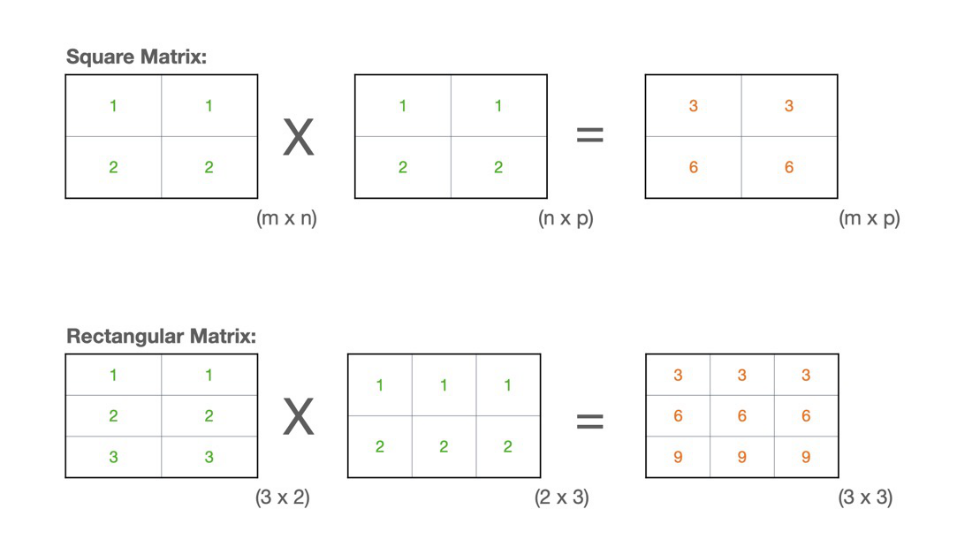 Square Matrix:
1 1 X 1 1 = 3 3
2 2 2 2 6 6
(m x n) (n x p) (m x p)
Rectangular Matrix:
1 1 X 1 1 1 = 3 3 3
2 2 6 6 6
3 3 2 2 2 9 9 9
(3 x 2) (2 x 3) (3 x 3)